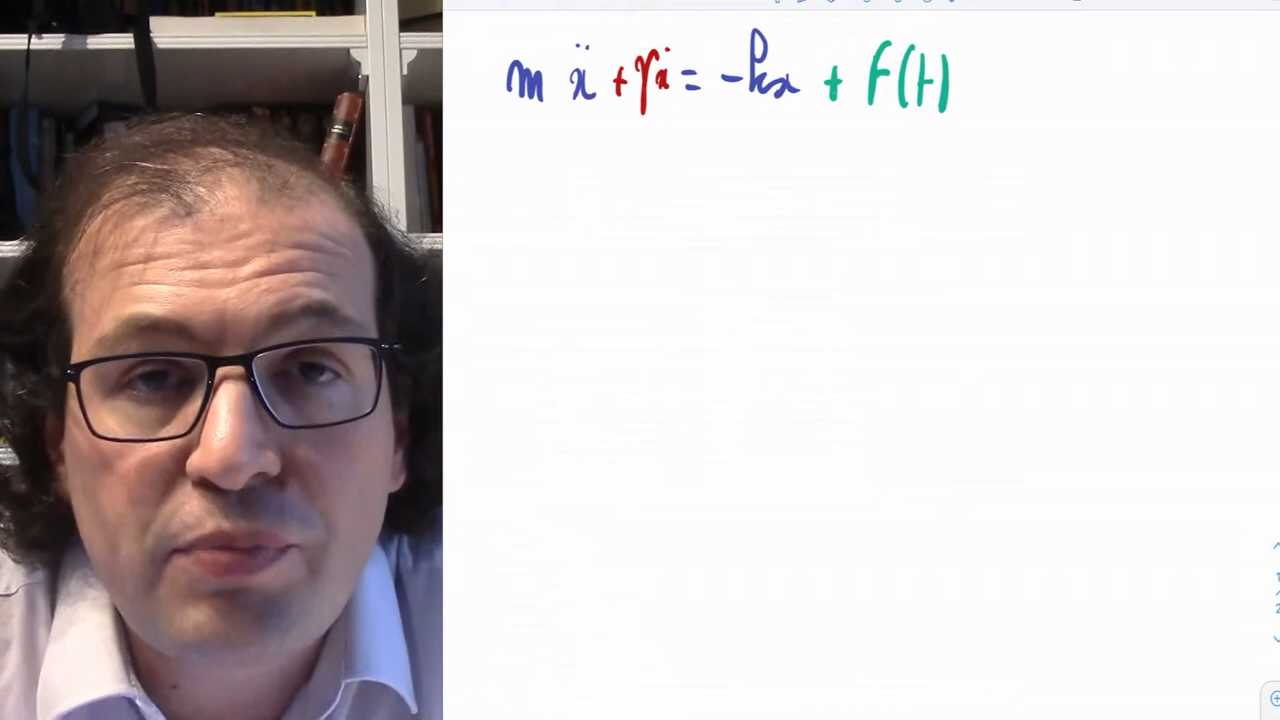 m ẍ + γẋ = -kx + F(t)